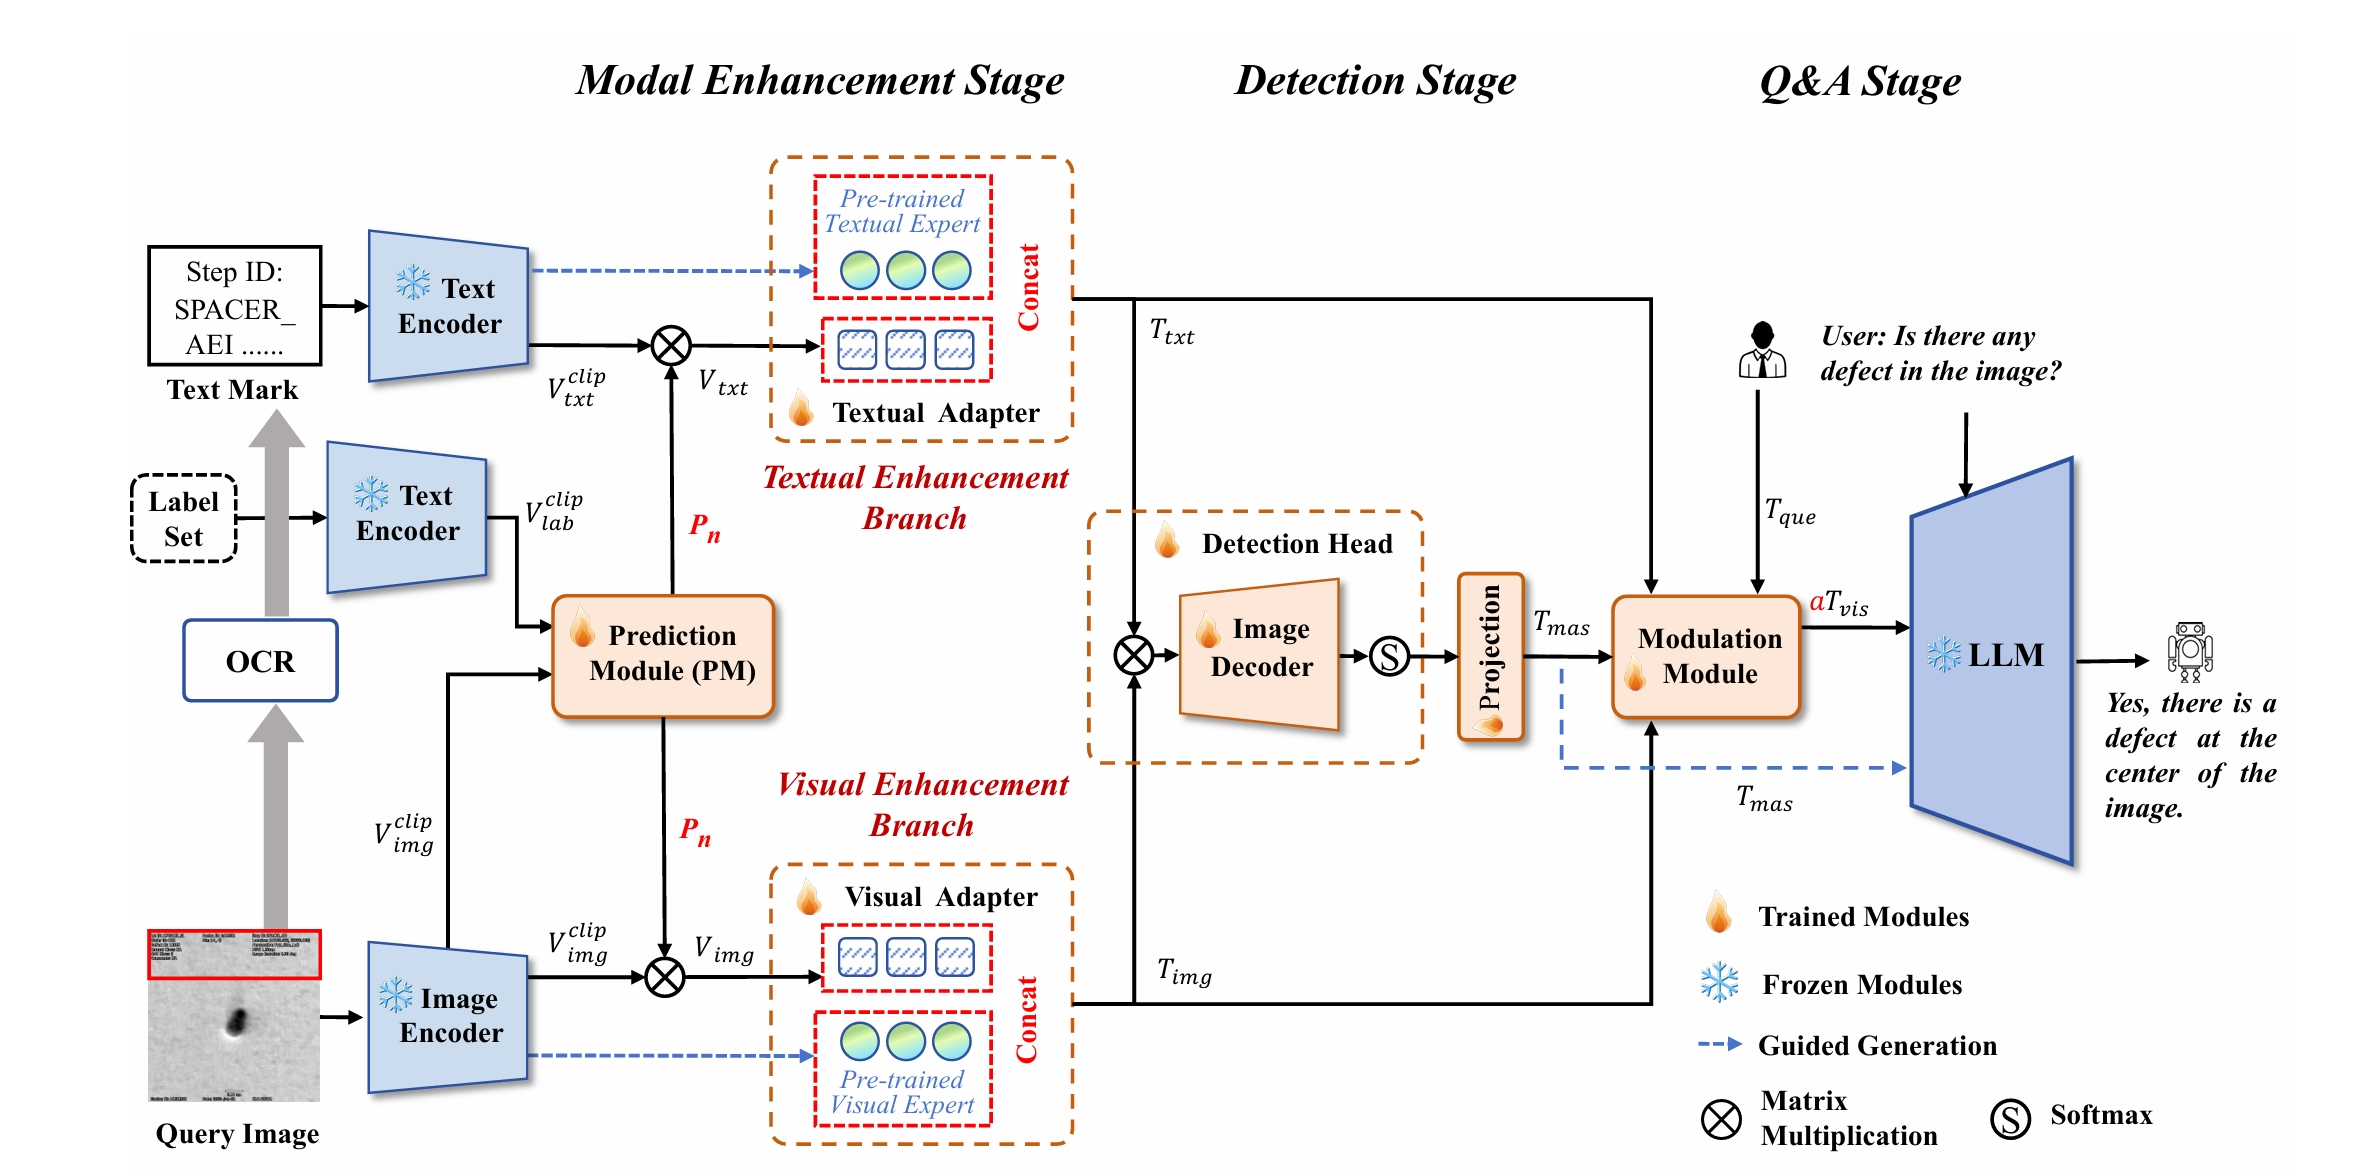 Modal Enhancement Stage
Detection Stage
Q&A Stage
Step ID:
SPACER_
AEI ......
Text Mark
Text
Encoder
V_{txt}^{clip}
V_{txt}
Pre-trained
Textual Expert
Concat
Textual Adapter
Textual Enhancement
Branch
Label
Set
Text
Encoder
V_{lab}^{clip}
P_n
OCR
Prediction
Module (PM)
V_{img}^{clip}
P_n
Visual Enhancement
Branch
Query Image
Image
Encoder
V_{img}^{clip}
V_{img}
Visual Adapter
Concat
Pre-trained
Visual Expert
T_{txt}
T_{img}
Detection Head
Image
Decoder
S
Projection
T_{mas}
Modulation
Module
T_{que}
User: Is there any
defect in the image?
aT_{vis}
T_{mas}
LLM
Yes, there is a
defect at the
center of the
image.
Trained Modules
Frozen Modules
Guided Generation
Matrix
Multiplication
S
Softmax